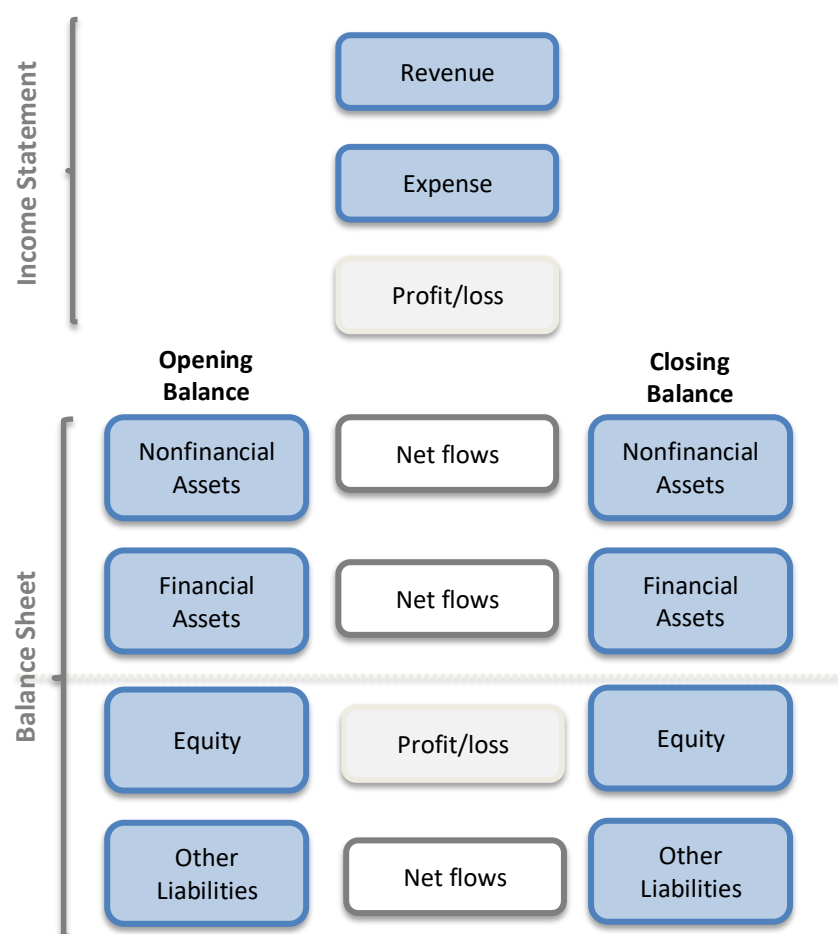 Income Statement
Revenue
Expense
Profit/loss
Opening
Balance
Closing
Balance
Balance Sheet
Nonfinancial
Assets
Net flows
Nonfinancial
Assets
Financial
Assets
Net flows
Financial
Assets
Equity
Profit/loss
Equity
Other
Liabilities
Net flows
Other
Liabilities